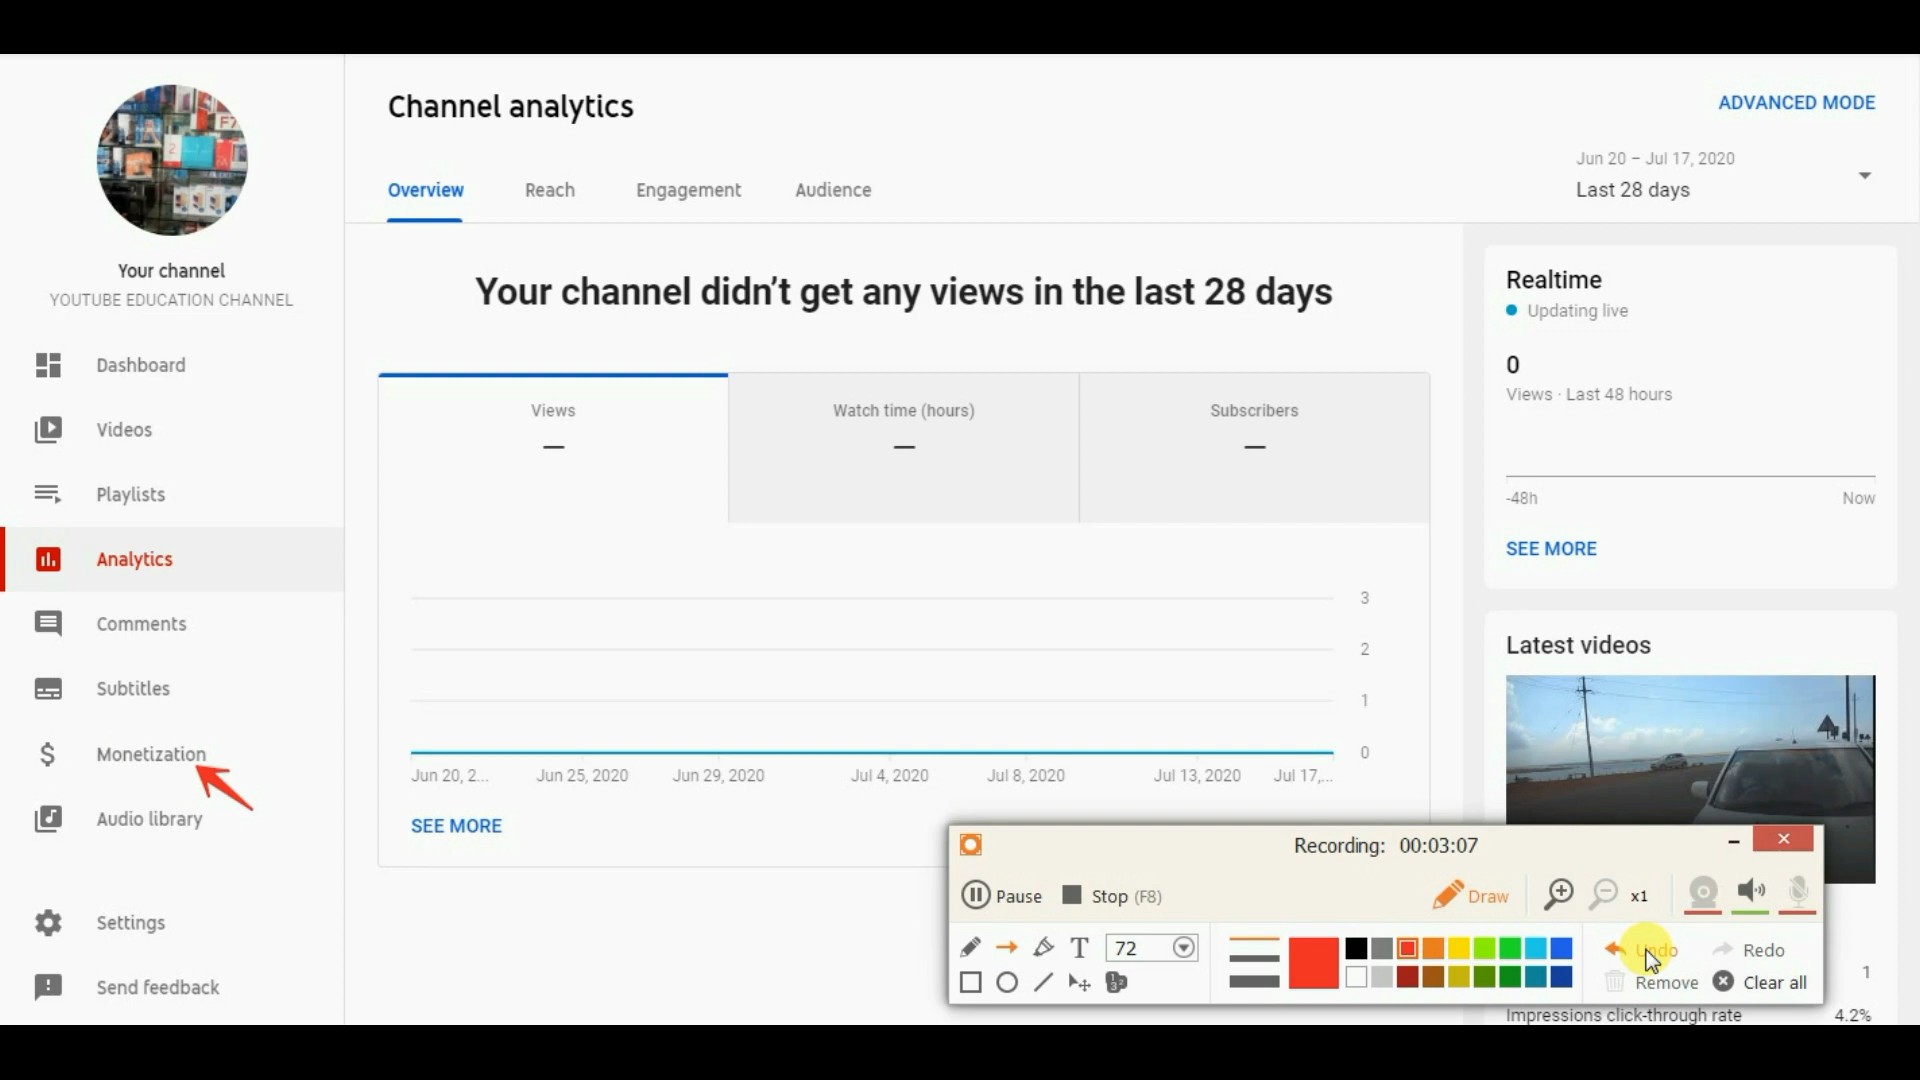 Channel analytics
ADVANCED MODE
Jun 20 – Jul 17, 2020
Last 28 days
Overview
Reach
Engagement
Audience
Your channel
YOUTUBE EDUCATION CHANNEL
Dashboard
Videos
Playlists
Analytics
Comments
Subtitles
Monetization
Audio library
Settings
Send feedback
Your channel didn't get any views in the last 28 days
Views
—
Watch time (hours)
—
Subscribers
—
3
2
1
0
Jun 20, 2...
Jun 25, 2020
Jun 29, 2020
Jul 4, 2020
Jul 8, 2020
Jul 13, 2020
Jul 17,...
SEE MORE
Realtime
Updating live
0
Views · Last 48 hours
-48h
Now
SEE MORE
Latest videos
Recording: 00:03:07
Pause
Stop (F8)
Draw
x1
T
72
Undo
Redo
Remove
Clear all
1
Impressions click-through rate
4.2%